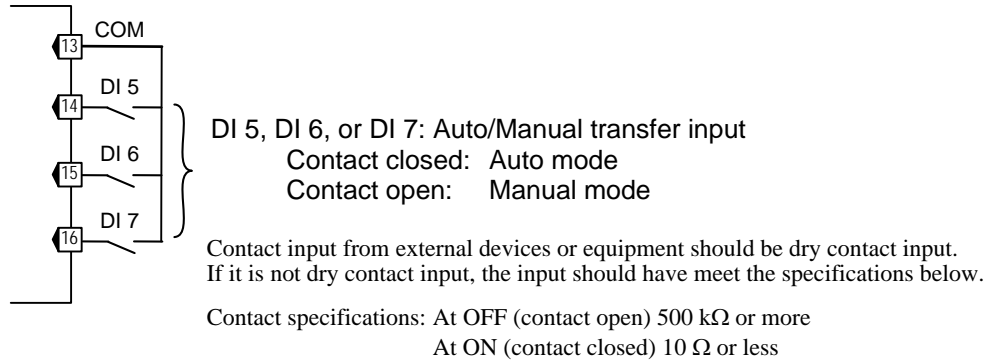 13 COM
14 DI 5
15 DI 6
16 DI 7
DI 5, DI 6, or DI 7: Auto/Manual transfer input
Contact closed: Auto mode
Contact open: Manual mode
Contact input from external devices or equipment should be dry contact input.
If it is not dry contact input, the input should have meet the specifications below.
Contact specifications: At OFF (contact open) 500 kΩ or more
At ON (contact closed) 10 Ω or less